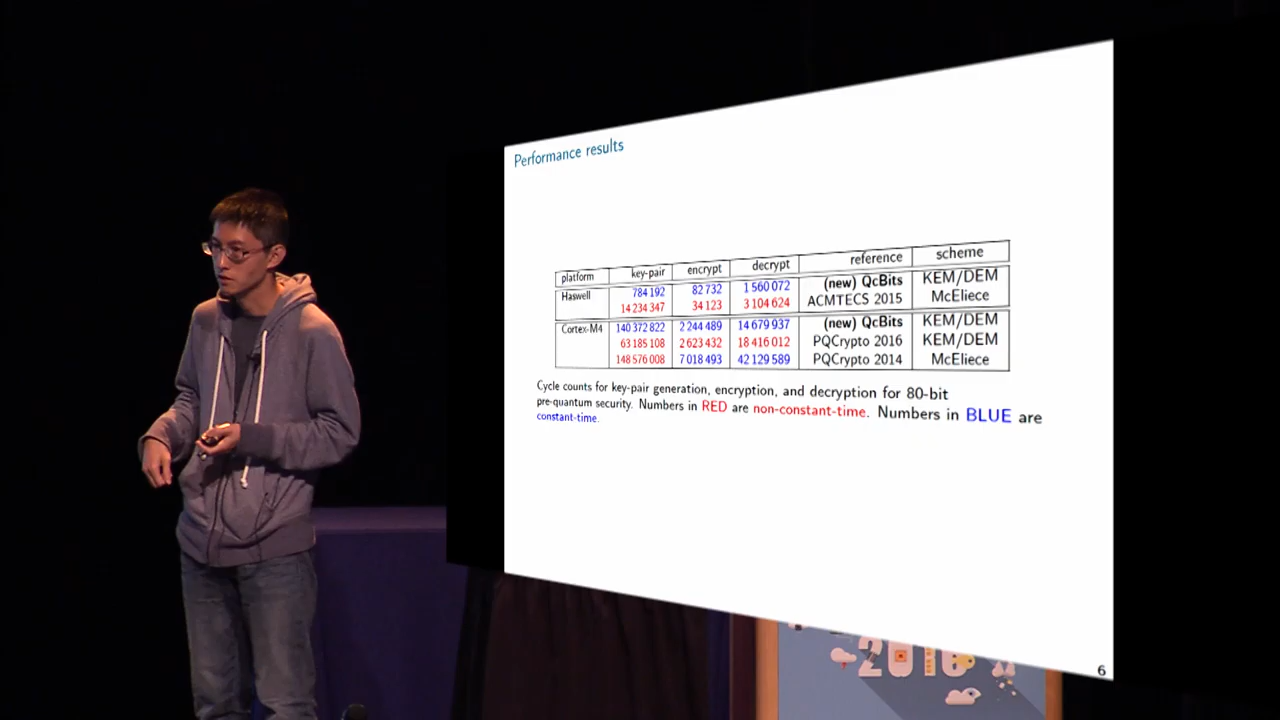 Performance results
platform key-pair encrypt decrypt reference scheme
Haswell 784 192 82 732 1 560 072 (new) QcBits KEM/DEM
14 234 347 34 123 3 104 624 ACMTECS 2015 McEliece
Cortex-M4 140 372 822 2 244 489 14 679 937 (new) QcBits KEM/DEM
63 185 108 2 623 432 18 416 012 PQCrypto 2016 KEM/DEM
148 576 008 7 018 493 42 129 589 PQCrypto 2014 McEliece
Cycle counts for key-pair generation, encryption, and decryption for 80-bit
pre-quantum security. Numbers in RED are non-constant-time. Numbers in BLUE are
constant-time.
6
2016